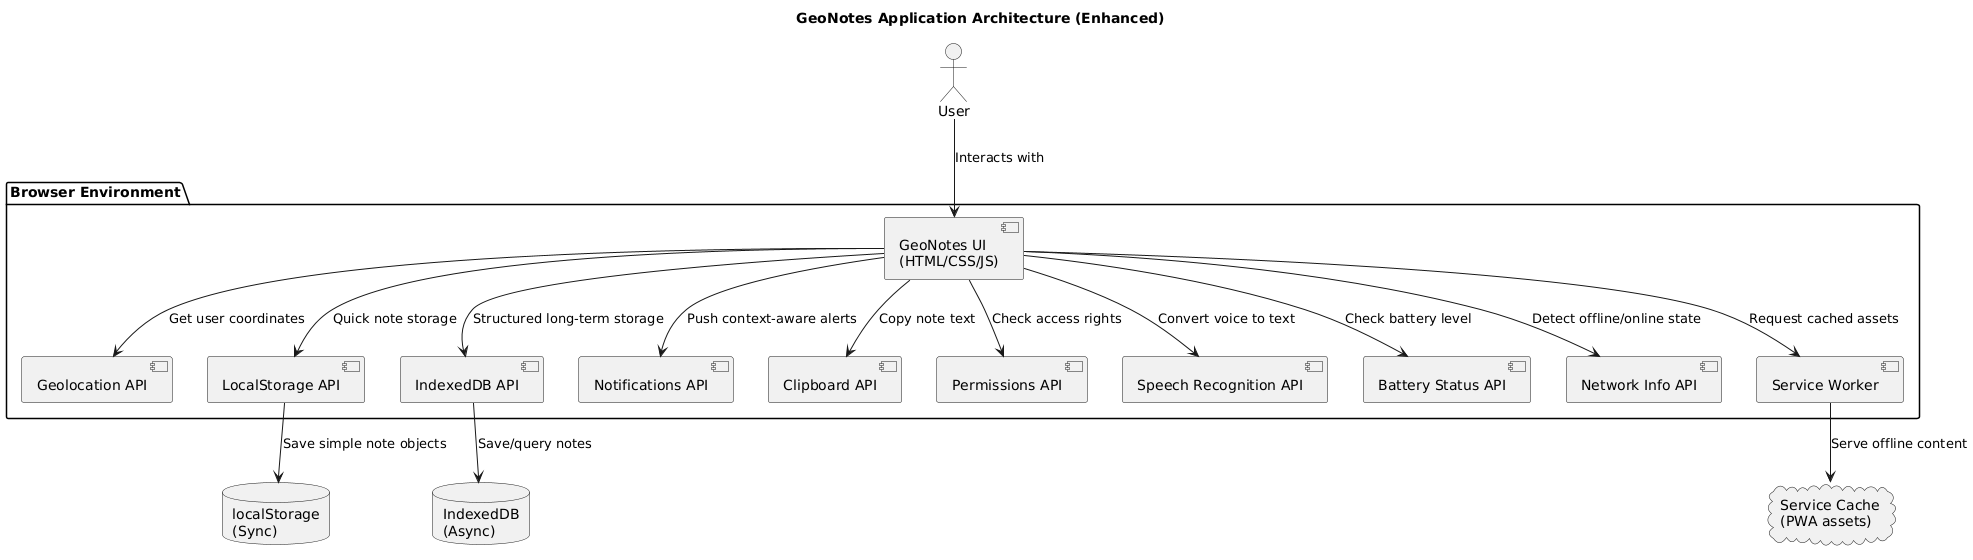 GeoNotes Application Architecture (Enhanced)
User
Interacts with
Browser Environment
GeoNotes UI
(HTML/CSS/JS)
Get user coordinates
Quick note storage
Structured long-term storage
Push context-aware alerts
Copy note text
Check access rights
Convert voice to text
Check battery level
Detect offline/online state
Request cached assets
Geolocation API
LocalStorage API
IndexedDB API
Notifications API
Clipboard API
Permissions API
Speech Recognition API
Battery Status API
Network Info API
Service Worker
Save simple note objects
Save/query notes
Serve offline content
localStorage
(Sync)
IndexedDB
(Async)
Service Cache
(PWA assets)